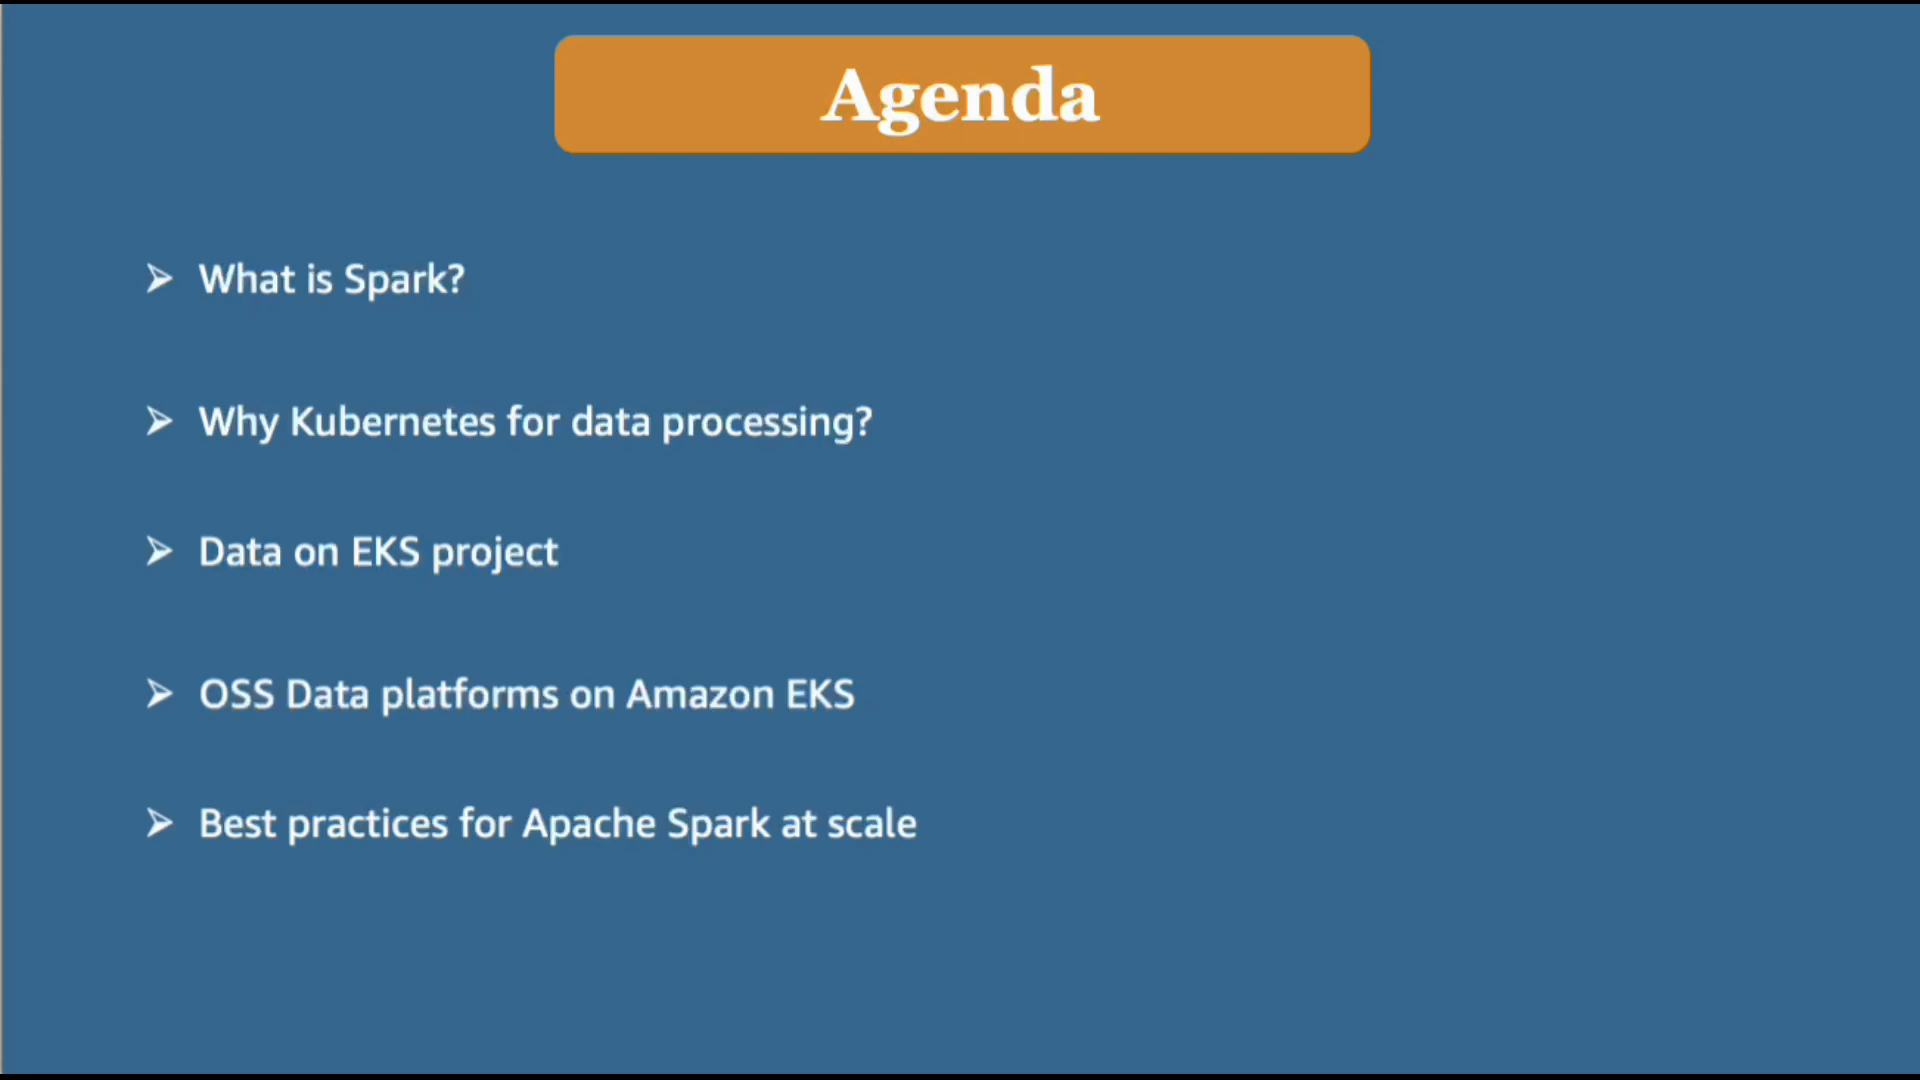 Agenda
➢ What is Spark?
➢ Why Kubernetes for data processing?
➢ Data on EKS project
➢ OSS Data platforms on Amazon EKS
➢ Best practices for Apache Spark at scale